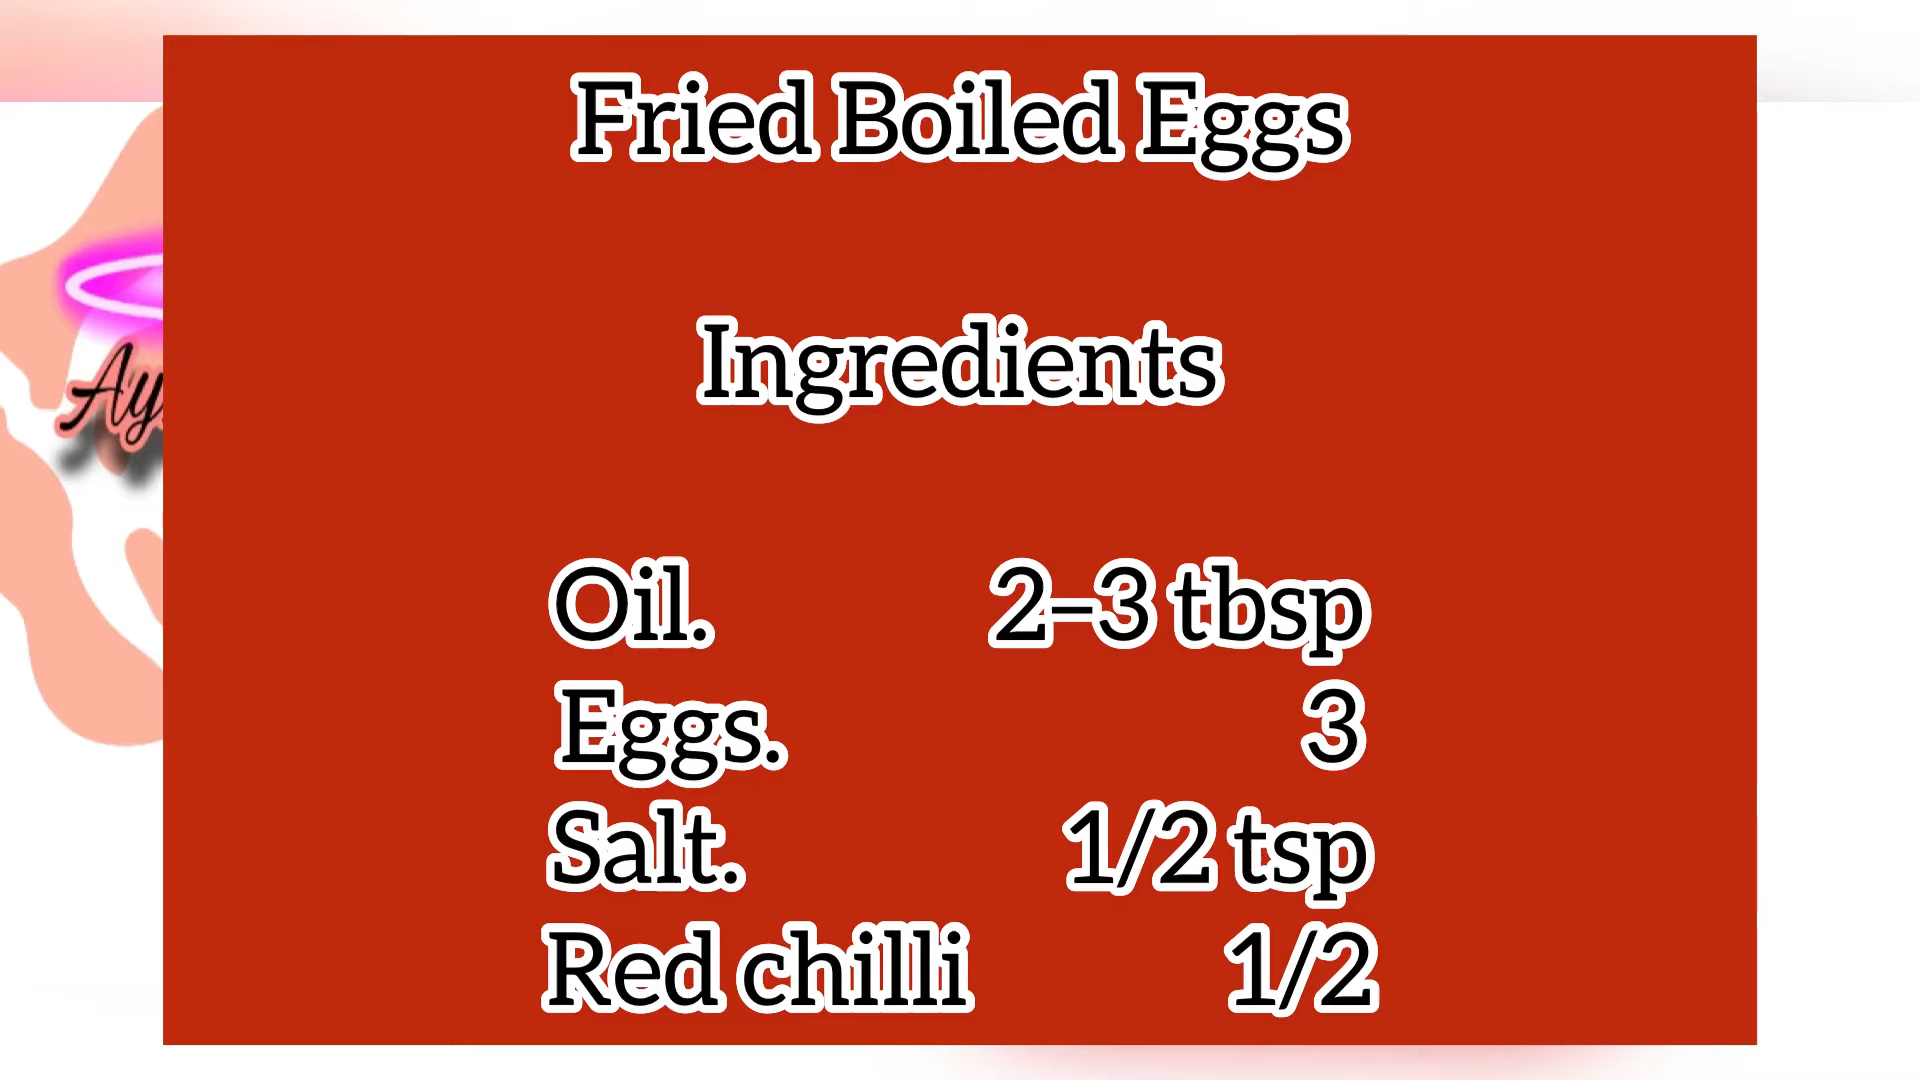 Fried Boiled Eggs
Ingredients
Oil. 2–3 tbsp
Eggs. 3
Salt. 1/2 tsp
Red chilli 1/2